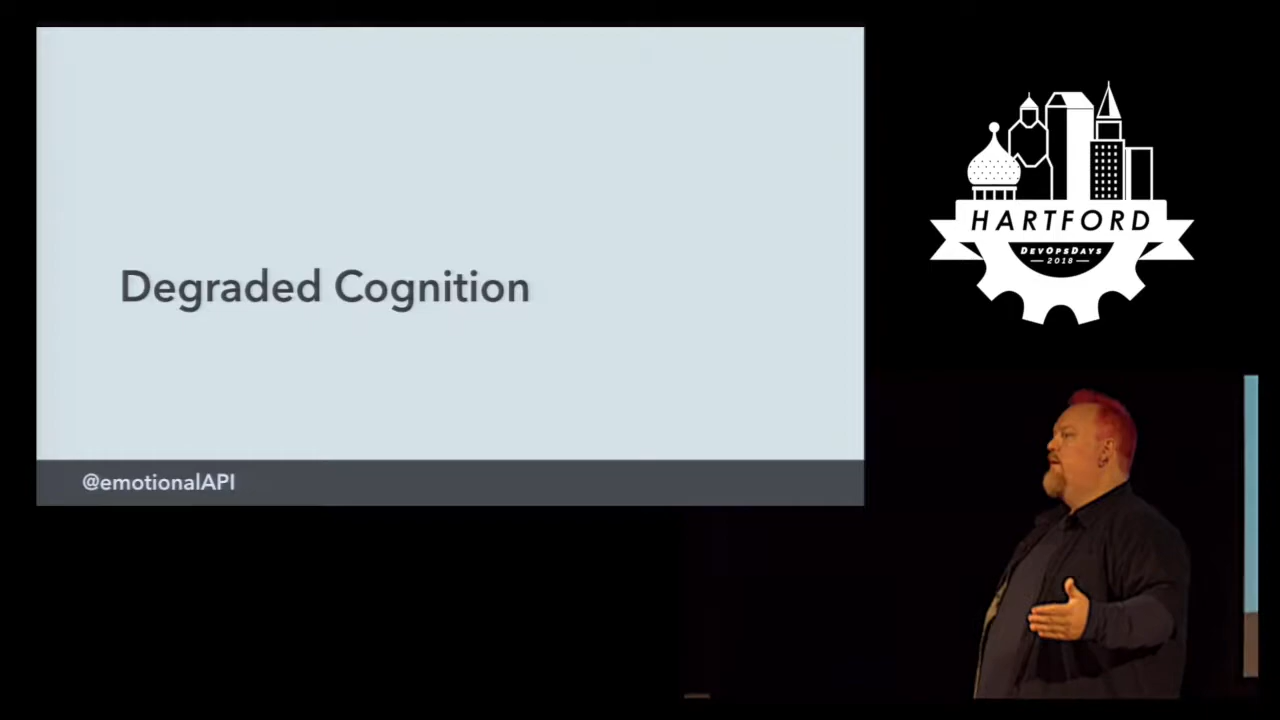 Degraded Cognition
@emotionalAPI
HARTFORD
DEVOPSDAYS
2018